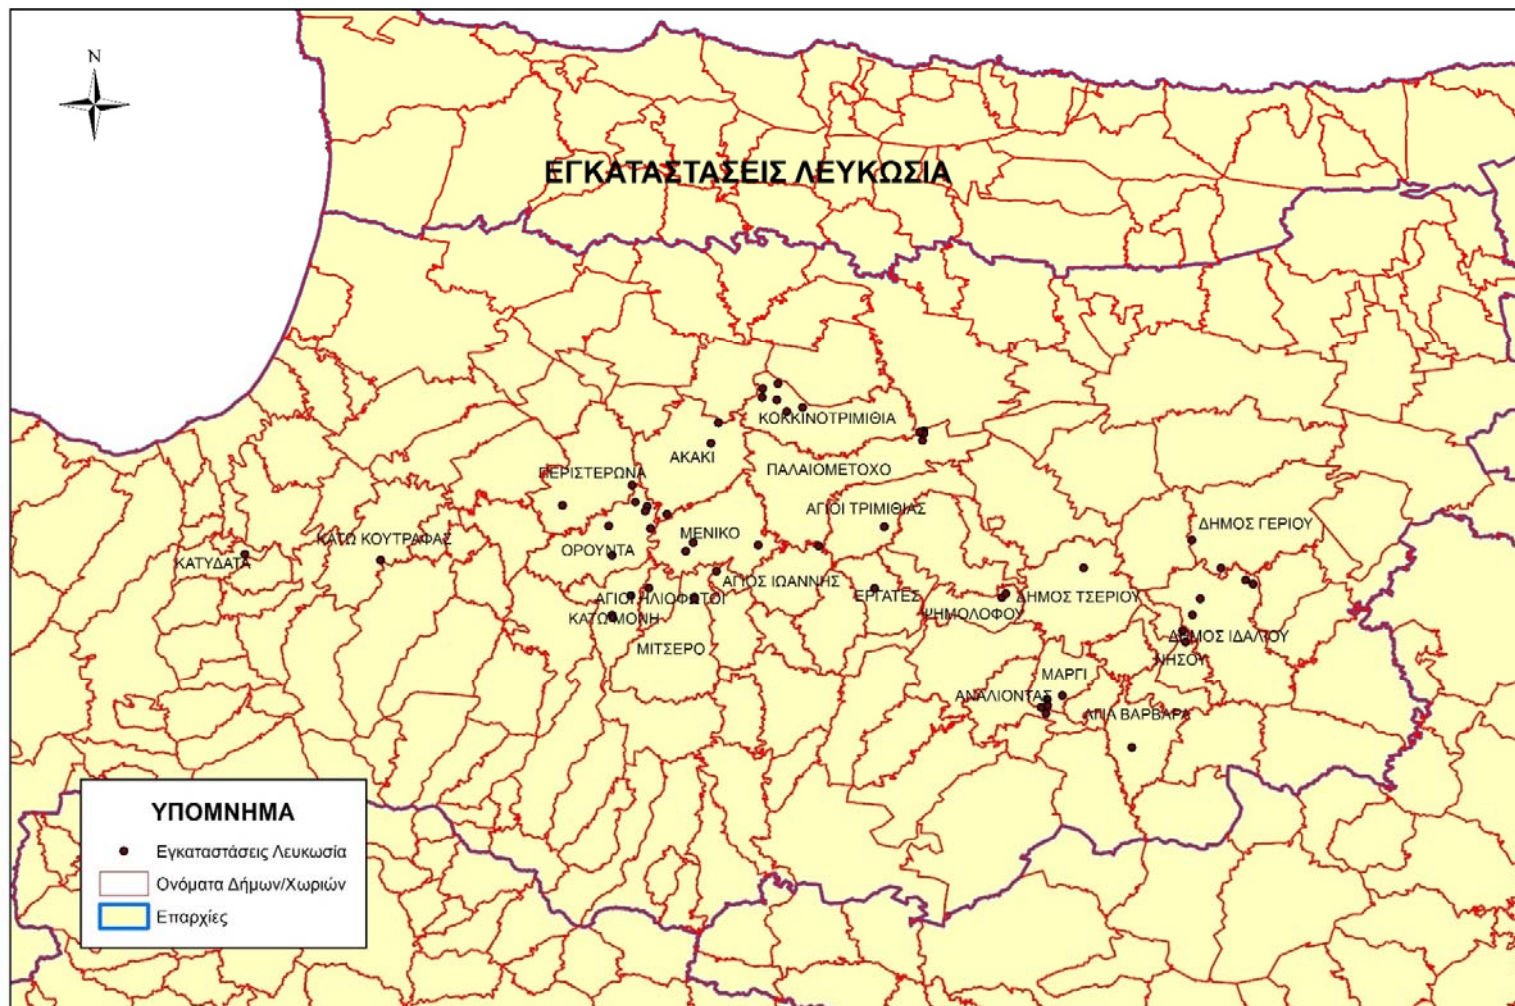 N
ΕΓΚΑΤΑΣΤΑΣΕΙΣ ΛΕΥΚΩΣΙΑ
ΚΟΚΚΙΝΟΤΡΙΜΙΘΙΑ
ΑΚΑΚΙ
ΠΑΛΑΙΟΜΕΤΟΧΟ
ΠΕΡΙΣΤΕΡΩΝΑ
ΑΓΙΟΙ ΤΡΙΜΙΘΙΑΣ
ΔΗΜΟΣ ΓΕΡΙΟΥ
ΜΕΝΙΚΟ
ΚΑΤΩ ΚΟΥΤΡΑΦΑΣ
ΟΡΟΥΝΤΑ
ΚΑΤΥΔΑΤΑ
ΑΓΙΟΣ ΙΩΑΝΝΗΣ
ΕΡΓΑΤΕΣ
ΔΗΜΟΣ ΤΣΕΡΙΟΥ
ΑΓΙΟΙ ΗΛΙΟΦΩΤΟΙ
ΨΗΜΟΛΟΦΟΥ
ΚΑΤΩ ΜΟΝΗ
ΔΗΜΟΣ ΙΔΑΛΙΟΥ
ΜΙΤΣΕΡΟ
ΝΗΣΟΥ
ΜΑΡΓΙ
ΑΝΑΛΙΟΝΤΑΣ
ΑΓΙΑ ΒΑΡΒΑΡΑ
ΥΠΟΜΝΗΜΑ
Εγκαταστάσεις Λευκωσία
Ονόματα Δήμων/Χωριών
Επαρχίες